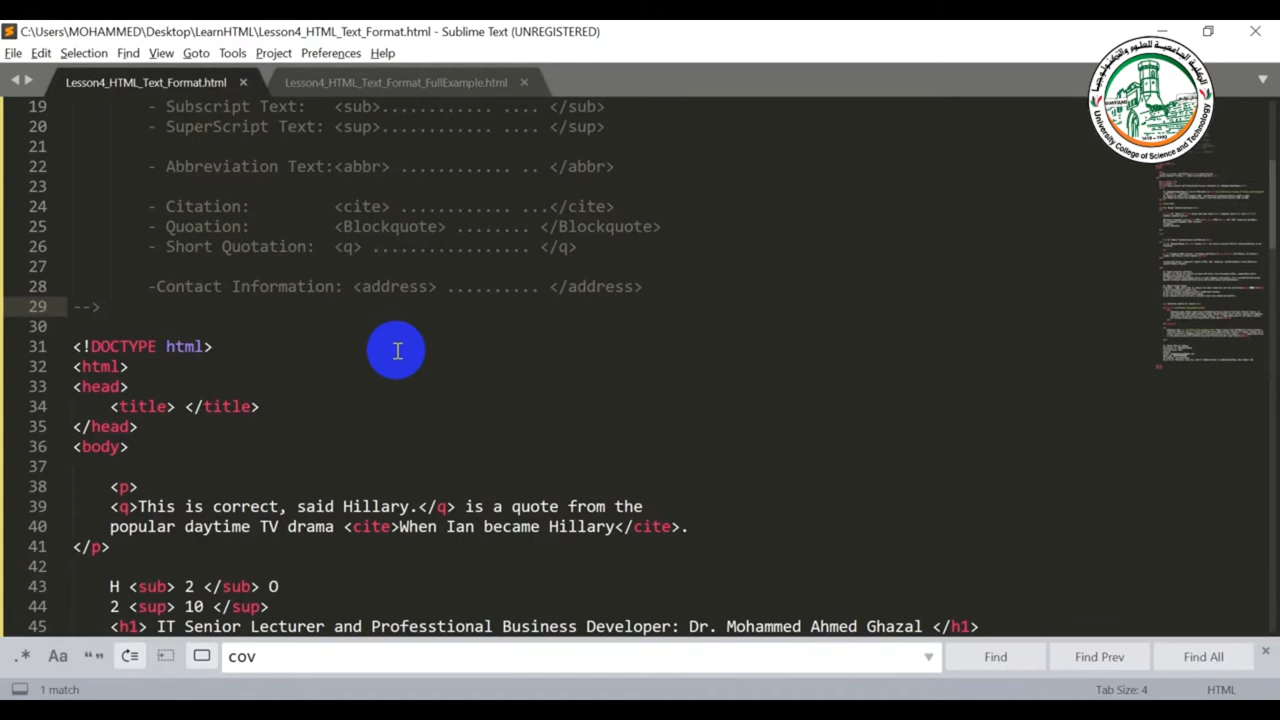 C:\Users\MOHAMMED\Desktop\LearnHTML\Lesson4_HTML_Text_Format.html - Sublime Text (UNREGISTERED)
File Edit Selection Find View Goto Tools Project Preferences Help
Lesson4_HTML_Text_Format.html Lesson4_HTML_Text_Format_FullExample.html
الكلية الجامعية للعلوم والتكنولوجيا
University College of Science and Technology
19 - Subscript Text: <sub>............ .... </sub>
20 - SuperScript Text: <sup>............ .... </sup>
21
22 - Abbreviation Text:<abbr> ............ .. </abbr>
23
24 - Citation: <cite> ............ ...</cite>
25 - Quoation: <Blockquote> ........ </Blockquote>
26 - Short Quotation: <q> ................. </q>
27
28 -Contact Information: <address> .......... </address>
29 -->
30
31 <!DOCTYPE html>
32 <html>
33 <head>
34 <title> </title>
35 </head>
36 <body>
37
38 <p>
39 <q>This is correct, said Hillary.</q> is a quote from the
40 popular daytime TV drama <cite>When Ian became Hillary</cite>.
41 </p>
42
43 H <sub> 2 </sub> O
44 2 <sup> 10 </sup>
45 <h1> IT Senior Lecturer and Professtional Business Developer: Dr. Mohammed Ahmed Ghazal </h1>
.* Aa “” cov Find Find Prev Find All
1 match Tab Size: 4 HTML